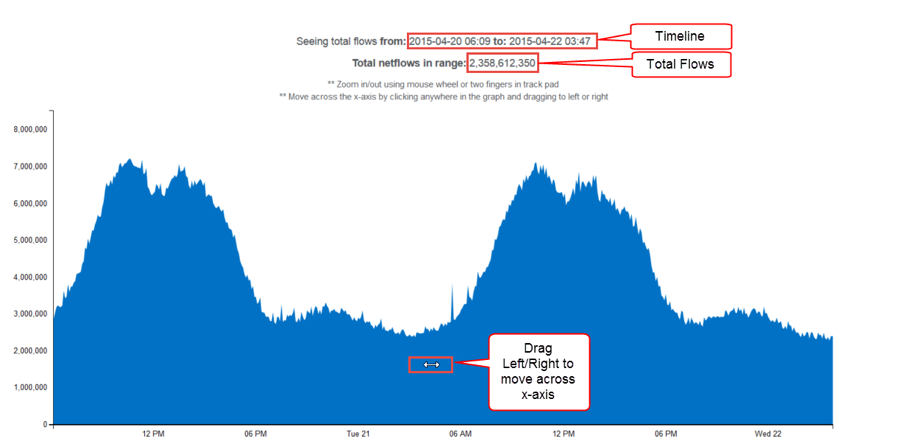 Seeing total flows from: 2015-04-20 06:09 to: 2015-04-22 03:47
Timeline
Total netflows in range: 2,358,612,350
Total Flows
** Zoom in/out using mouse wheel or two fingers in track pad
** Move across the x-axis by clicking anywhere in the graph and dragging to left or right
8,000,000
7,000,000
6,000,000
5,000,000
4,000,000
3,000,000
2,000,000
1,000,000
0
Drag
Left/Right to
move across
x-axis
12 PM
06 PM
Tue 21
06 AM
12 PM
06 PM
Wed 22